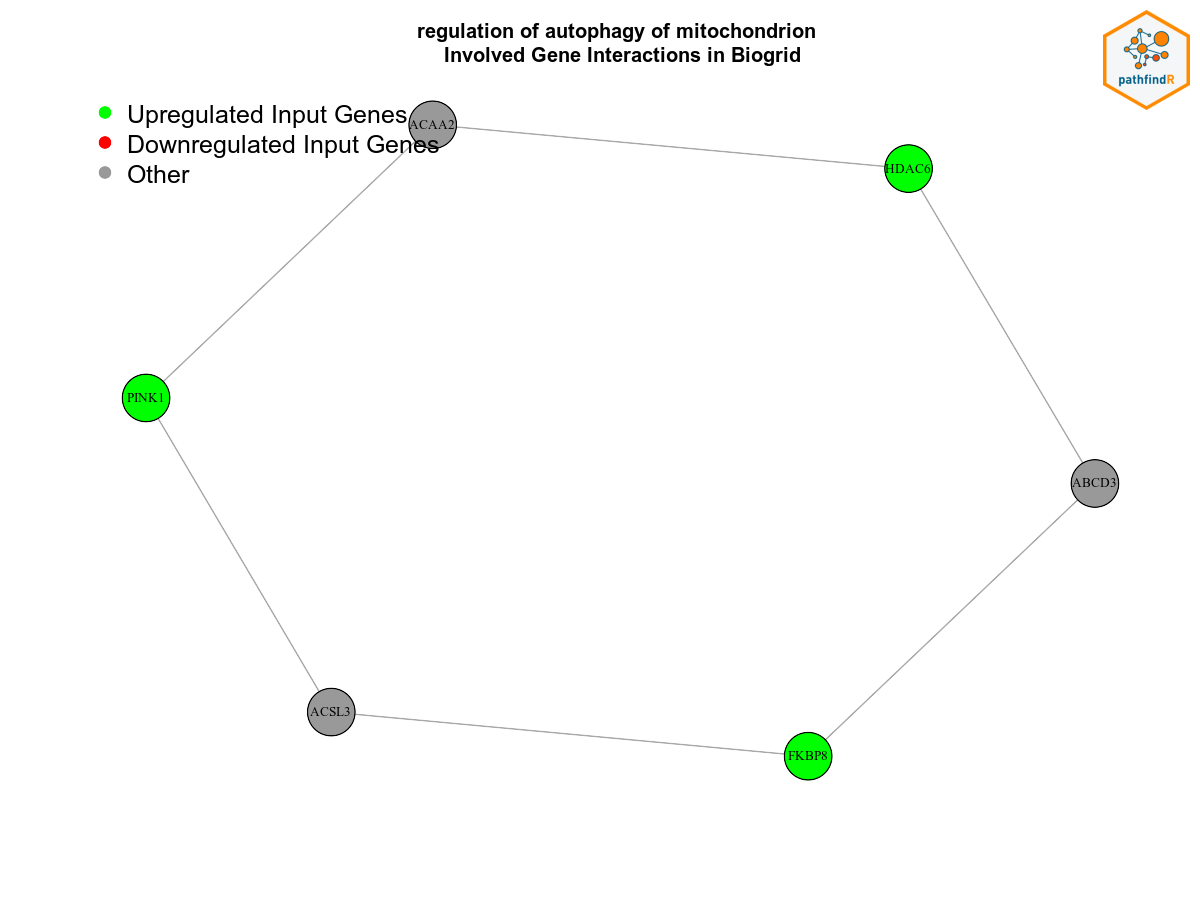 regulation of autophagy of mitochondrion
Involved Gene Interactions in Biogrid
pathfindR
Upregulated Input Genes
Downregulated Input Genes
Other
ACAA2
HDAC6
PINK1
ABCD3
ACSL3
FKBP8